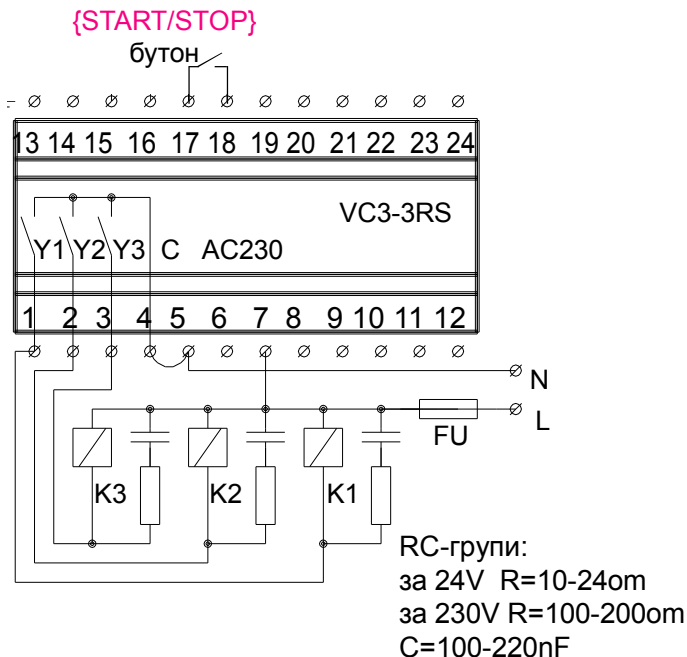 {START/STOP}
бутон
13 14 15 16 17 18 19 20 21 22 23 24
VC3-3RS
Y1 Y2 Y3 C AC230
1 2 3 4 5 6 7 8 9 10 11 12
N
L
FU
K3 K2 K1
RC-групи:
за 24V R=10-24om
за 230V R=100-200om
C=100-220nF